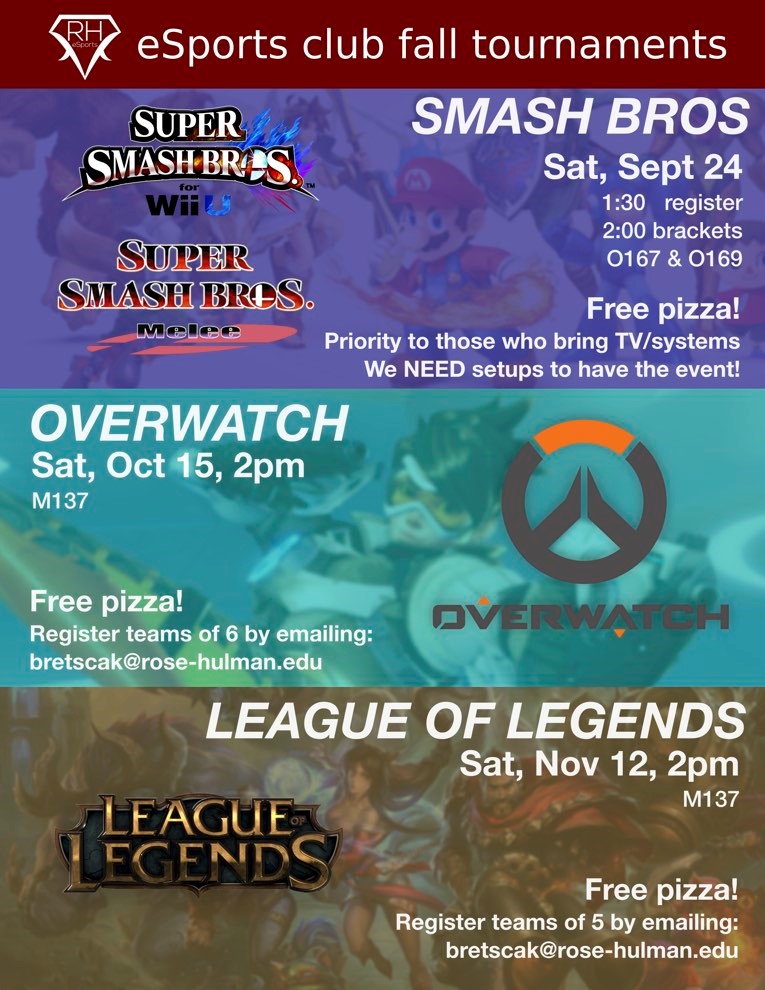 RH
eSports
eSports club fall tournaments
SUPER
SMASH BROS.™
for
Wii U
SUPER
SMASH BROS.
Melee
SMASH BROS
Sat, Sept 24
1:30 register
2:00 brackets
O167 & O169
Free pizza!
Priority to those who bring TV/systems
We NEED setups to have the event!
OVERWATCH
Sat, Oct 15, 2pm
M137
Free pizza!
Register teams of 6 by emailing:
bretscak@rose-hulman.edu
OVERWATCH
LEAGUE OF LEGENDS
Sat, Nov 12, 2pm
M137
LEAGUE OF
LEGENDS
Free pizza!
Register teams of 5 by emailing:
bretscak@rose-hulman.edu